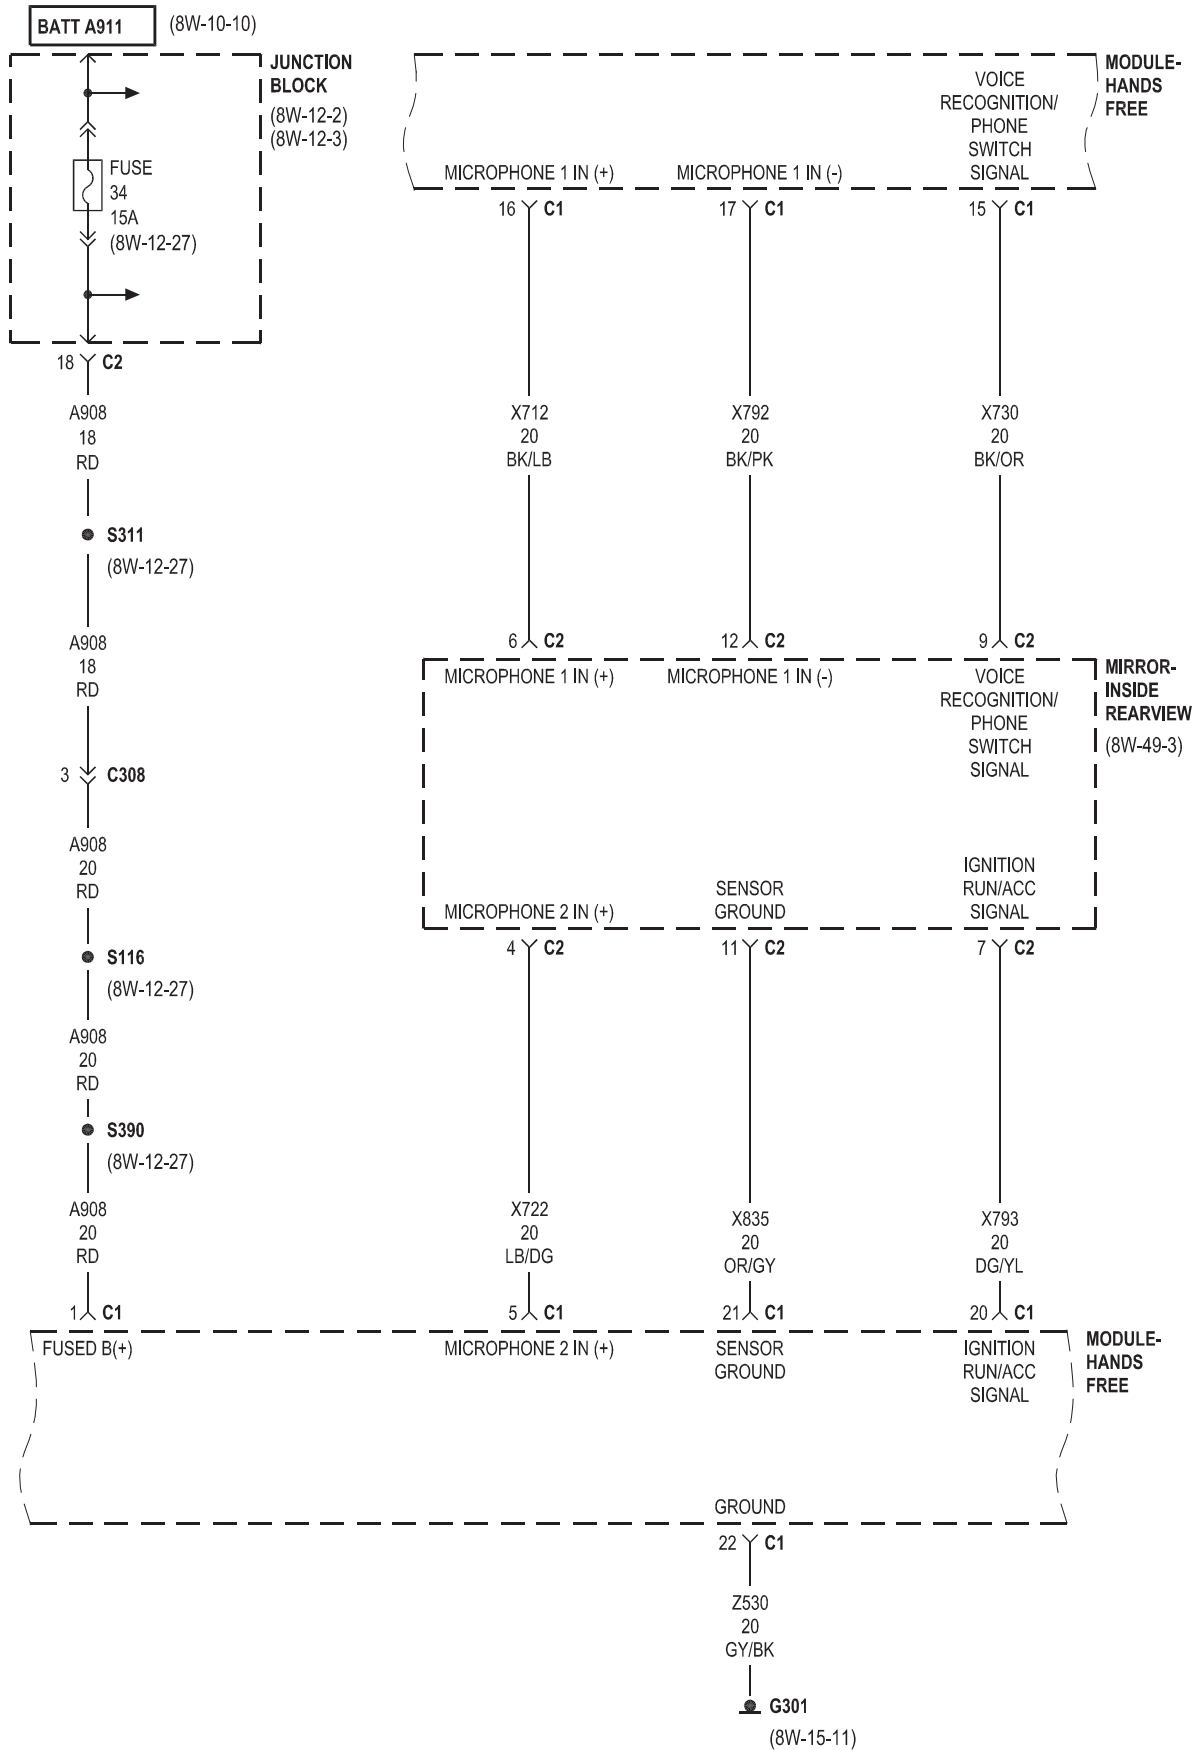 BATT A911
(8W-10-10)
JUNCTION
BLOCK
(8W-12-2)
(8W-12-3)
FUSE
34
15A
(8W-12-27)
18 C2
A908
18
RD
S311
(8W-12-27)
A908
18
RD
3 C308
A908
20
RD
S116
(8W-12-27)
A908
20
RD
S390
(8W-12-27)
A908
20
RD
1 C1
FUSED B(+)
MODULE-
HANDS
FREE
MICROPHONE 1 IN (+)
MICROPHONE 1 IN (-)
VOICE
RECOGNITION/
PHONE
SWITCH
SIGNAL
16 C1
17 C1
15 C1
X712
20
BK/LB
X792
20
BK/PK
X730
20
BK/OR
6 C2
12 C2
9 C2
MICROPHONE 1 IN (+)
MICROPHONE 1 IN (-)
VOICE
RECOGNITION/
PHONE
SWITCH
SIGNAL
MIRROR-
INSIDE
REARVIEW
(8W-49-3)
MICROPHONE 2 IN (+)
SENSOR
GROUND
IGNITION
RUN/ACC
SIGNAL
4 C2
11 C2
7 C2
X722
20
LB/DG
X835
20
OR/GY
X793
20
DG/YL
5 C1
21 C1
20 C1
MICROPHONE 2 IN (+)
SENSOR
GROUND
IGNITION
RUN/ACC
SIGNAL
MODULE-
HANDS
FREE
GROUND
22 C1
Z530
20
GY/BK
G301
(8W-15-11)